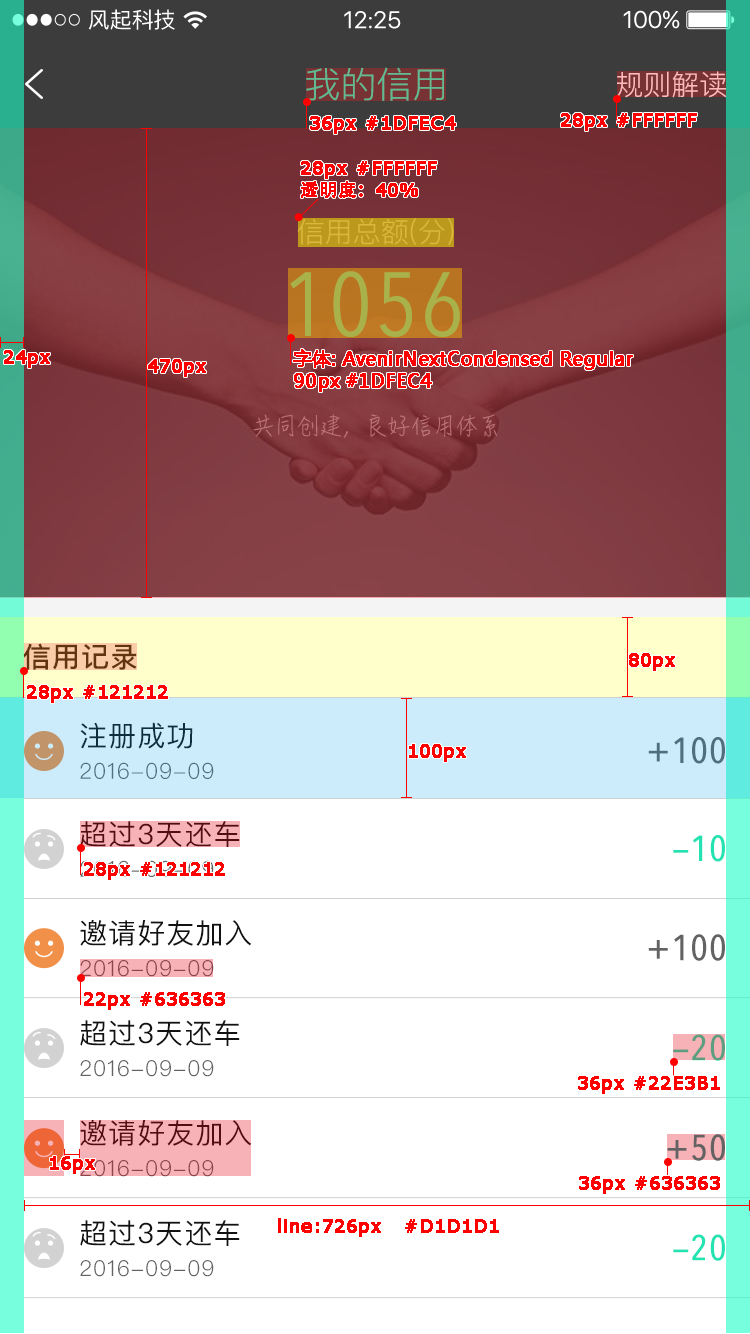 风起科技 12:25 100%
我的信用 规则解读
36px #1DFEC4 28px #FFFFFF
28px #FFFFFF
透明度：40%
信用总额(分)
1056
24px
470px
字体: AvenirNextCondensed Regular
90px #1DFEC4
共同创建，良好信用体系
信用记录
80px
28px #121212
注册成功
+100
100px
2016-09-09
超过3天还车
-10
2016-09-09
28px #121212
邀请好友加入
+100
2016-09-09
22px #636363
超过3天还车
-20
2016-09-09
36px #22E3B1
邀请好友加入
+50
16px
2016-09-09
36px #636363
line:726px #D1D1D1
超过3天还车
-20
2016-09-09